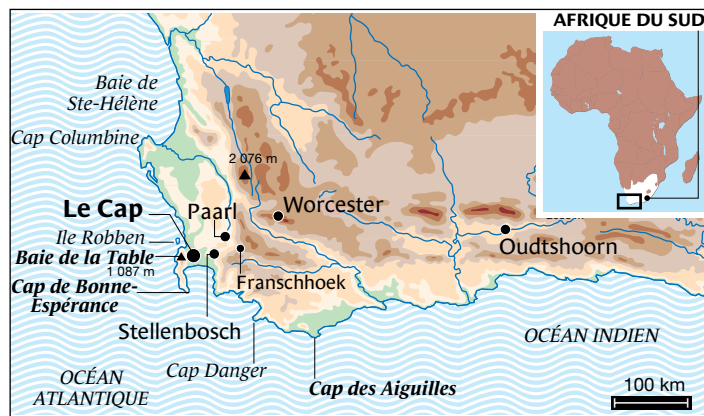 AFRIQUE DU SUD
Baie de
Ste-Hélène
Cap Columbine
2 076 m
Le Cap
Paarl
Worcester
Ile Robben
Baie de la Table
1 087 m
Oudtshoorn
Cap de Bonne-
Espérance
Franschhoek
Stellenbosch
OCÉAN INDIEN
Cap Danger
OCÉAN
ATLANTIQUE
Cap des Aiguilles
100 km